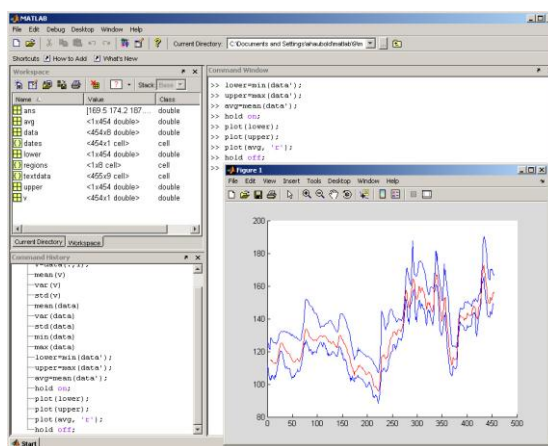 MATLAB
File Edit Debug Desktop Window Help
Current Directory:
Shortcuts How to Add What's New
Workspace
Stack: Base
Name Value Class
ans double
avg <1x454 double> double
data <454x8 double> double
dates <454x1 cell> cell
lower <1x454 double> double
regions <1x8 cell> cell
textdata <455x9 cell> cell
upper <1x454 double> double
v <454x1 double> double
Current Directory Workspace
Command History
mean(v)
var(v)
std(v)
mean(data)
var(data)
std(data)
min(data)
max(data)
lower=min(data');
upper=max(data');
avg=mean(data');
hold on;
plot(lower);
plot(upper);
plot(avg, 'r');
hold off;
Start
Command Window
>> lower=min(data');
>> upper=max(data');
>> avg=mean(data');
>> hold on;
>> plot(lower);
>> plot(upper);
>> plot(avg, 'r');
>> hold off;
>>
Figure 1
File Edit View Insert Tools Desktop Window Help
200
180
160
140
120
100
80
0 50 100 150 200 250 300 350 400 450 500